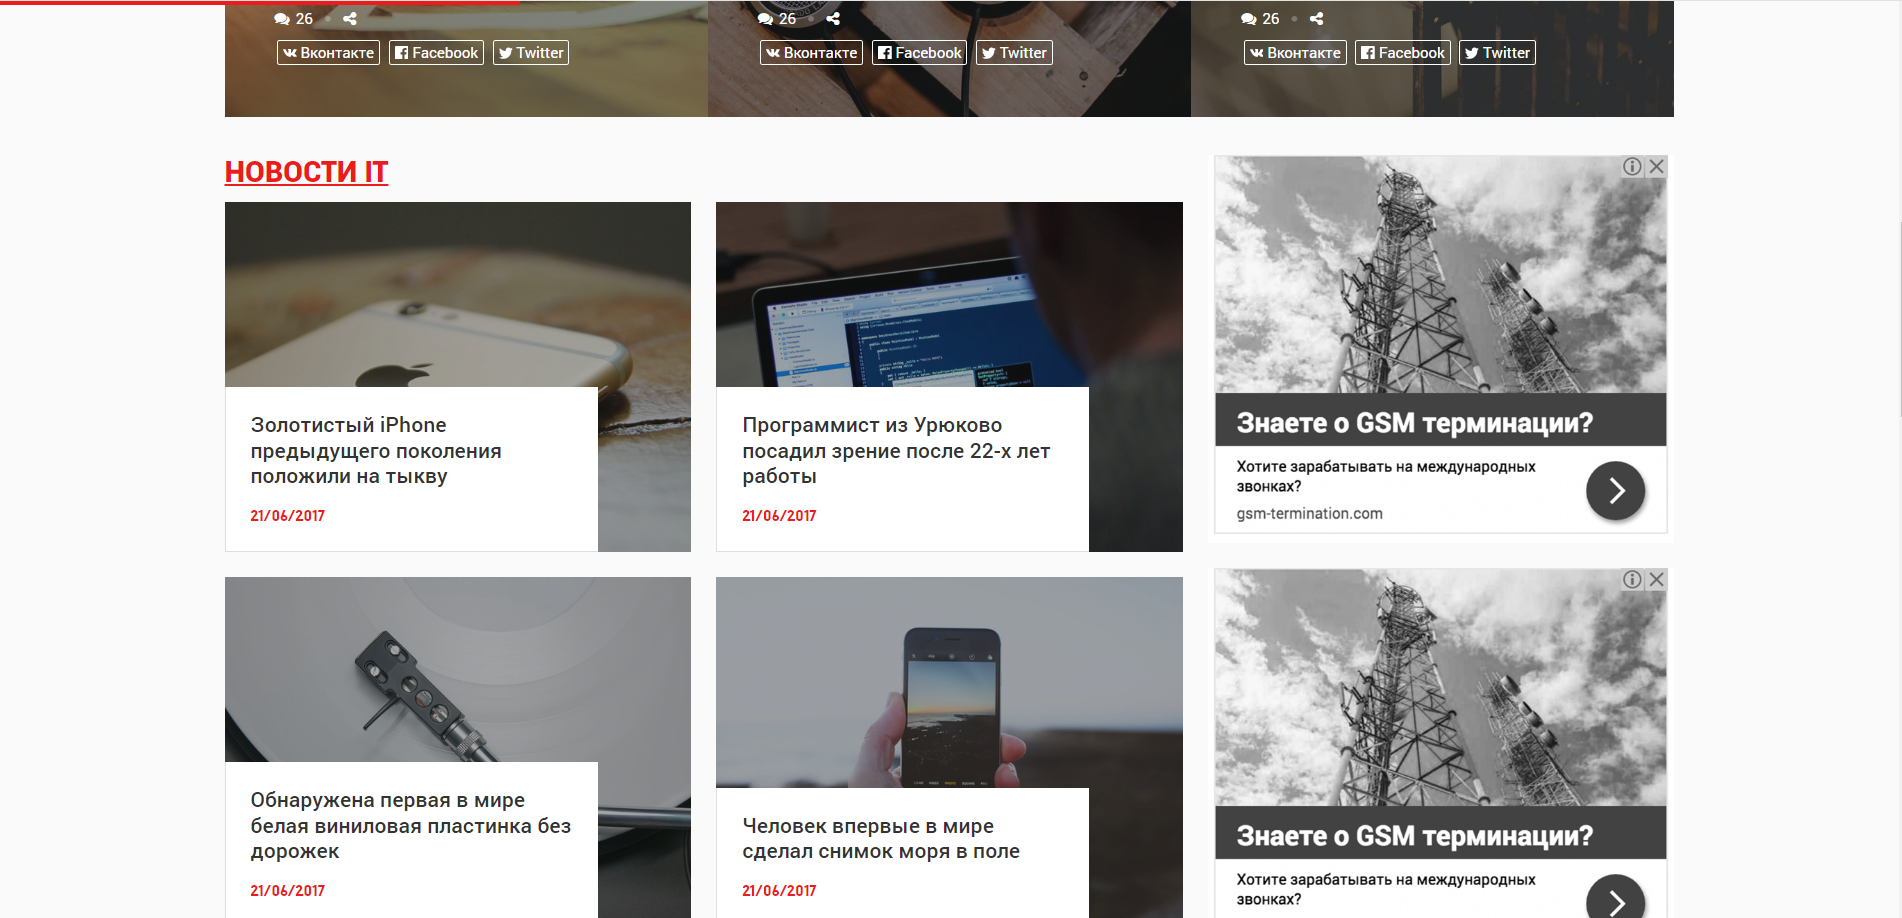 26
Вконтакте Facebook Twitter
26
Вконтакте Facebook Twitter
26
Вконтакте Facebook Twitter
НОВОСТИ IT
Золотистый iPhone
предыдущего поколения
положили на тыкву
21/06/2017
Программист из Урюково
посадил зрение после 22-х лет
работы
21/06/2017
Обнаружена первая в мире
белая виниловая пластинка без
дорожек
21/06/2017
Человек впервые в мире
сделал снимок моря в поле
21/06/2017
Знаете о GSM терминации?
Хотите зарабатывать на международных
звонках?
gsm-termination.com
Знаете о GSM терминации?
Хотите зарабатывать на международных
звонках?